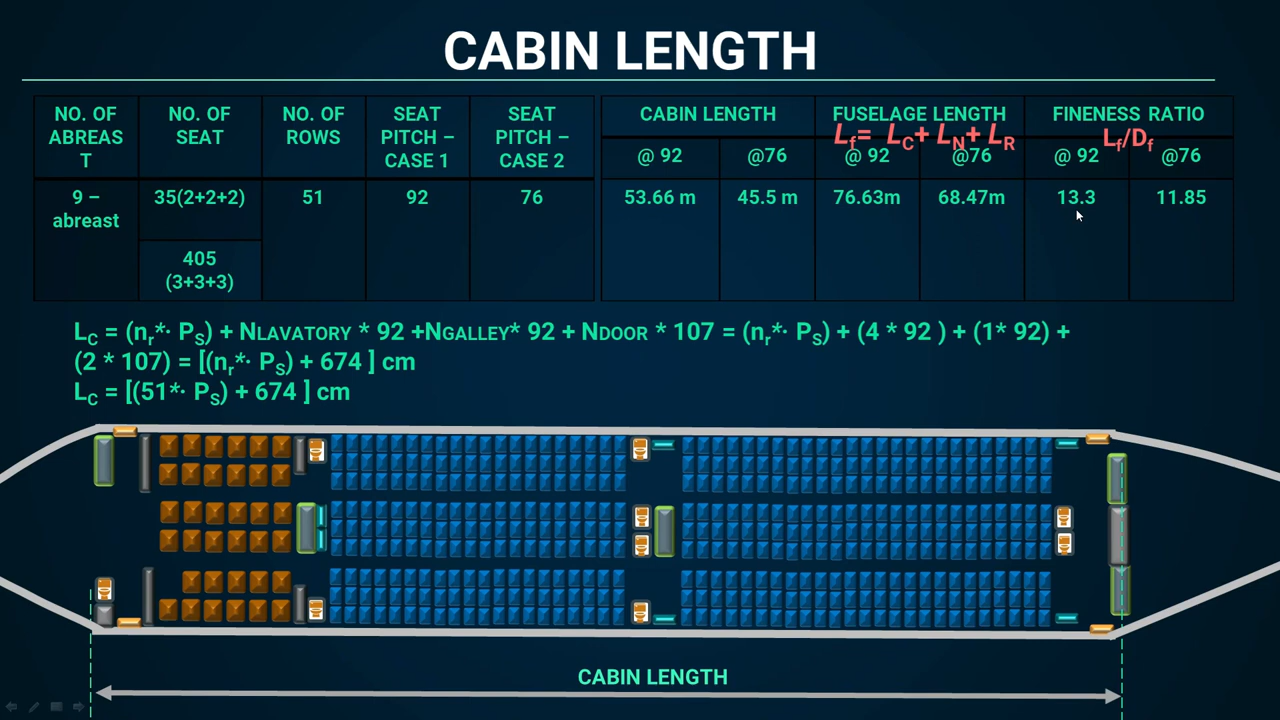 CABIN LENGTH
NO. OF ABREAS T
NO. OF SEAT
NO. OF ROWS
SEAT PITCH – CASE 1
SEAT PITCH – CASE 2
CABIN LENGTH
FUSELAGE LENGTH
FINENESS RATIO
Lf= LC+ LN+ LR
Lf/Df
@ 92
@76
@ 92
@76
@ 92
@76
9 – abreast
35(2+2+2)
405 (3+3+3)
51
92
76
53.66 m
45.5 m
76.63m
68.47m
13.3
11.85
LC = (nr*· PS) + NLAVATORY * 92 +NGALLEY* 92 + NDOOR * 107 = (nr*· PS) + (4 * 92 ) + (1* 92) +
(2 * 107) = [(nr*· PS) + 674 ] cm
LC = [(51*· PS) + 674 ] cm
CABIN LENGTH